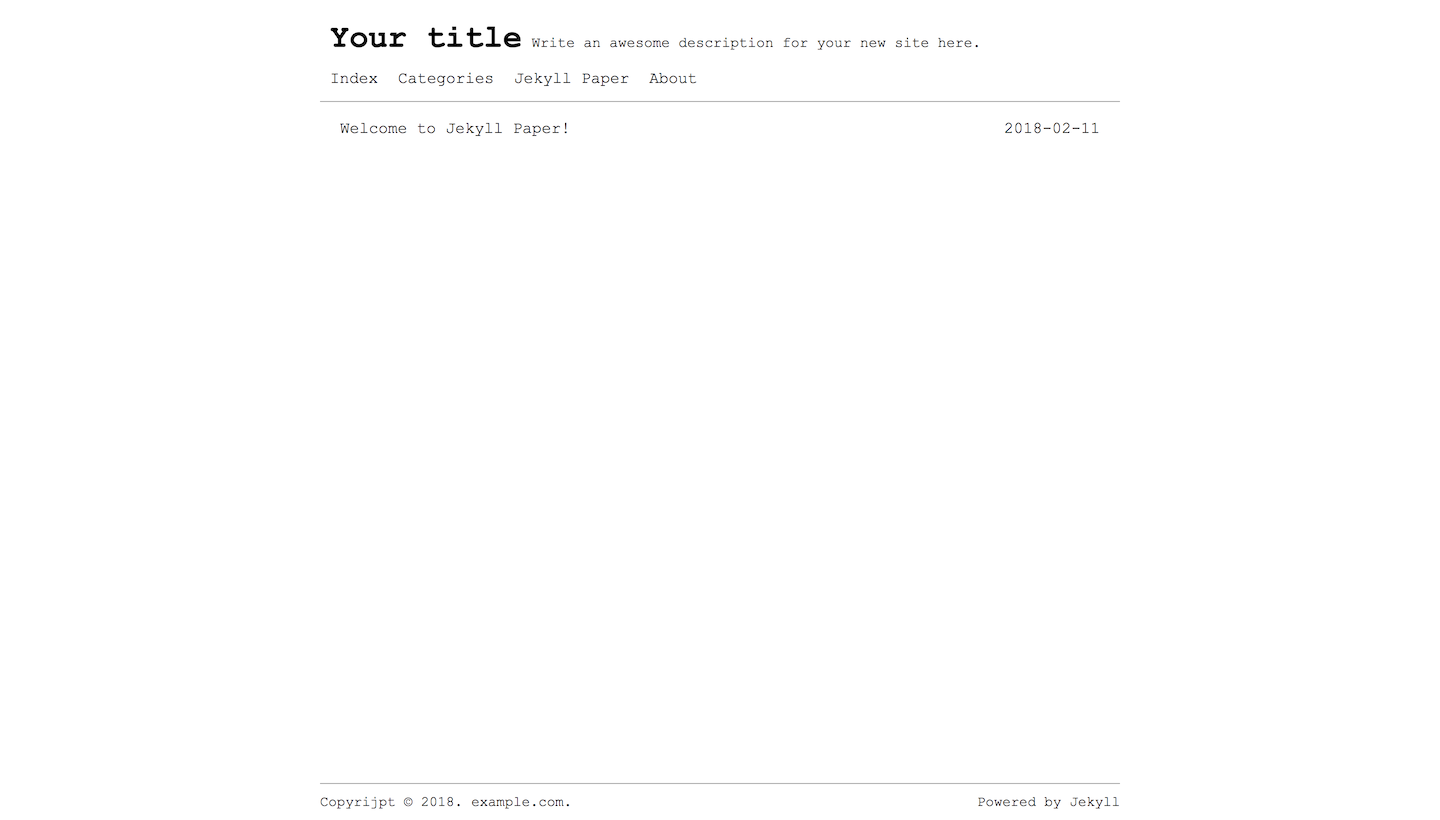 Your title Write an awesome description for your new site here.
Index Categories Jekyll Paper About
Welcome to Jekyll Paper! 2018-02-11
Copyrijpt © 2018. example.com. Powered by Jekyll